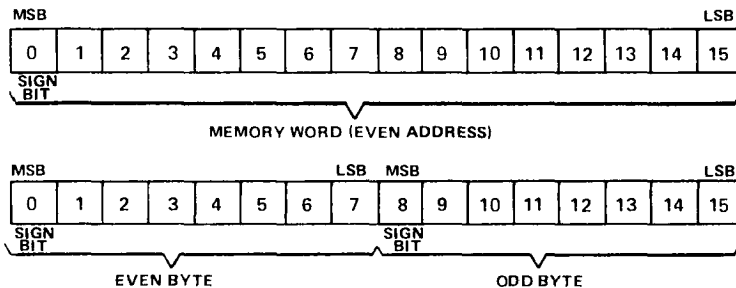 MSB LSB
0 1 2 3 4 5 6 7 8 9 10 11 12 13 14 15
SIGN
BIT
MEMORY WORD (EVEN ADDRESS)
MSB LSB MSB LSB
0 1 2 3 4 5 6 7 8 9 10 11 12 13 14 15
SIGN SIGN
BIT BIT
EVEN BYTE ODD BYTE